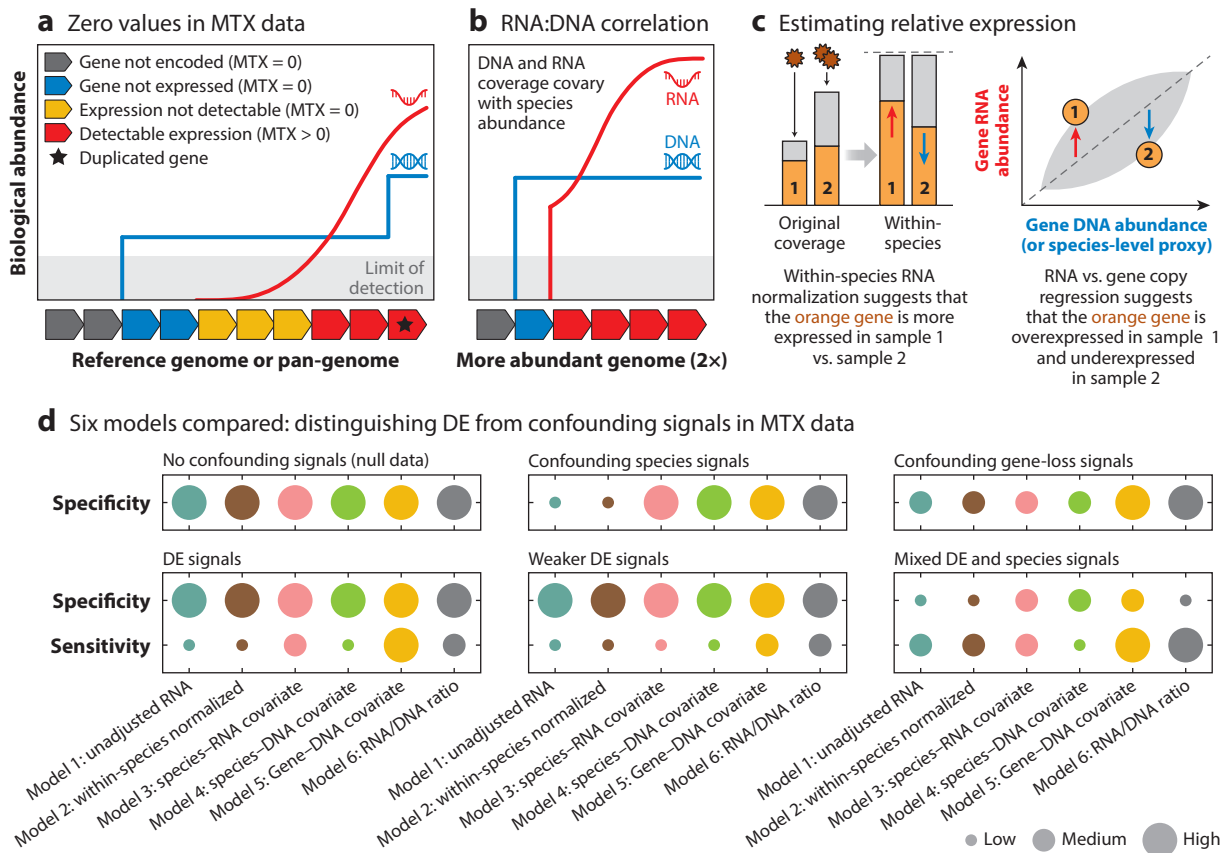 a Zero values in MTX data
Biological abundance
Gene not encoded (MTX = 0)
Gene not expressed (MTX = 0)
Expression not detectable (MTX = 0)
Detectable expression (MTX > 0)
Duplicated gene
Limit of
detection
Reference genome or pan-genome
b RNA:DNA correlation
DNA and RNA
coverage covary
with species
abundance
RNA
DNA
More abundant genome (2×)
c Estimating relative expression
1
2
1
2
Original
coverage
Within-
species
Within-species RNA
normalization suggests that
the orange gene is more
expressed in sample 1
vs. sample 2
Gene RNA
abundance
1
2
Gene DNA abundance
(or species-level proxy)
RNA vs. gene copy
regression suggests
that the orange gene is
overexpressed in sample 1
and underexpressed
in sample 2
d Six models compared: distinguishing DE from confounding signals in MTX data
No confounding signals (null data)
Confounding species signals
Confounding gene-loss signals
Specificity
DE signals
Weaker DE signals
Mixed DE and species signals
Specificity
Sensitivity
Model 1: unadjusted RNA
Model 2: within-species normalized
Model 3: species–RNA covariate
Model 4: species–DNA covariate
Model 5: Gene–DNA covariate
Model 6: RNA/DNA ratio
Model 1: unadjusted RNA
Model 2: within-species normalized
Model 3: species–RNA covariate
Model 4: species–DNA covariate
Model 5: Gene–DNA covariate
Model 6: RNA/DNA ratio
Model 1: unadjusted RNA
Model 2: within-species normalized
Model 3: species–RNA covariate
Model 4: species–DNA covariate
Model 5: Gene–DNA covariate
Model 6: RNA/DNA ratio
Low
Medium
High